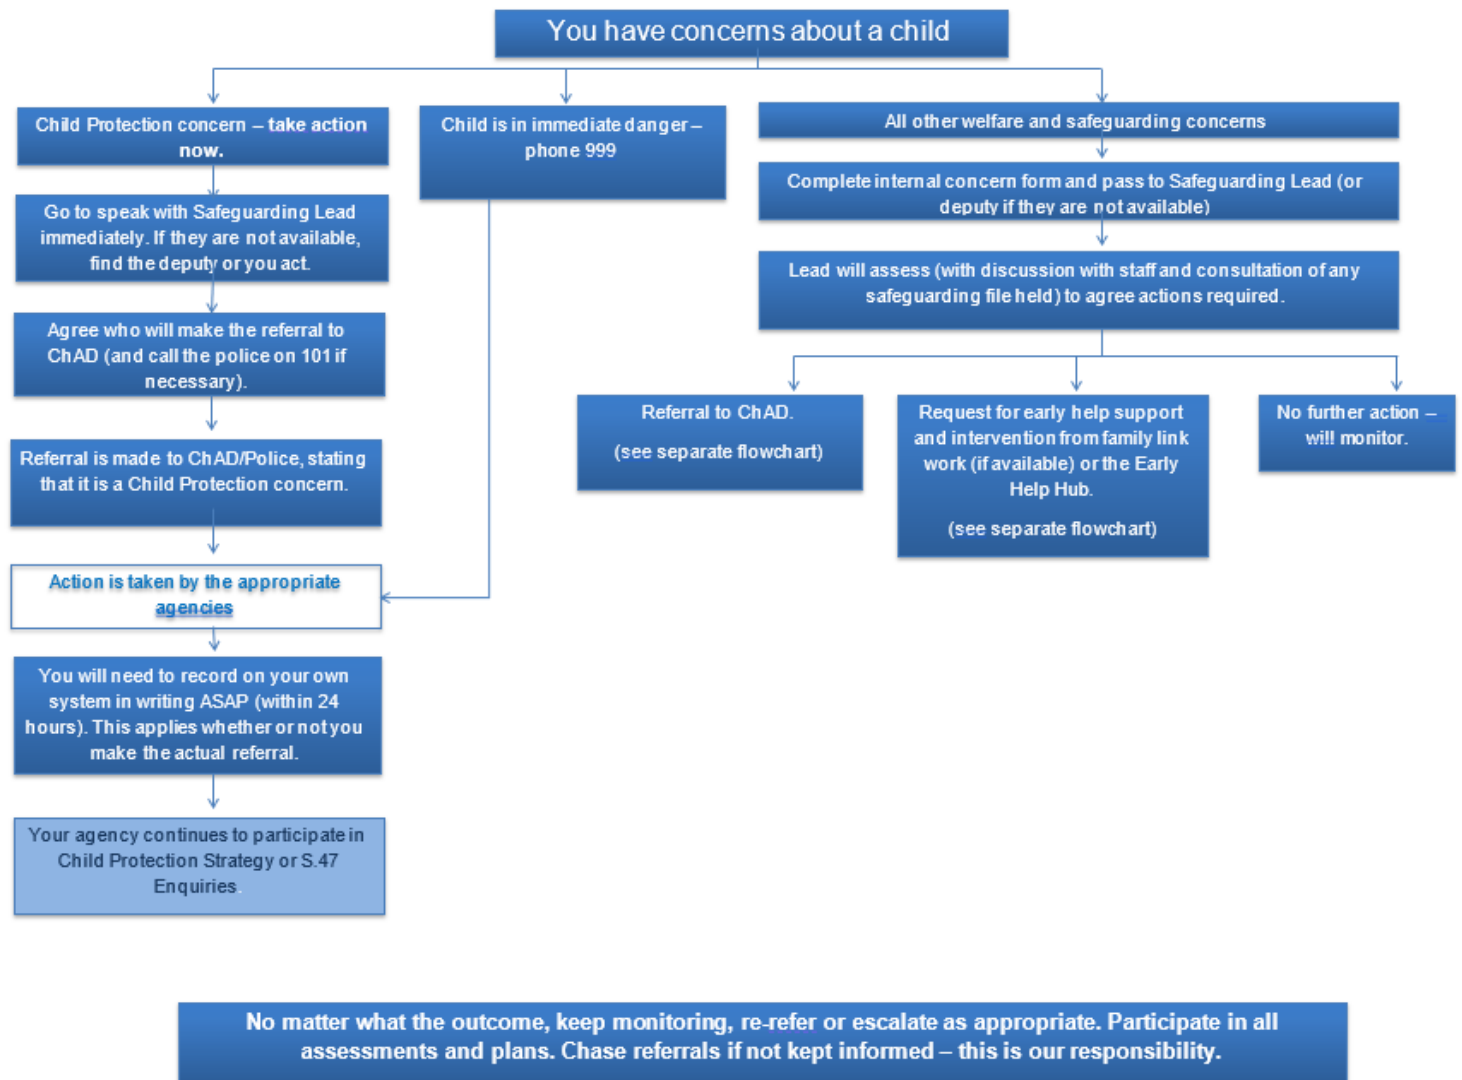 You have concerns about a child
Child Protection concern – take action
now.
Go to speak with Safeguarding Lead
immediately. If they are not available,
find the deputy or you act.
Agree who will make the referral to
ChAD (and call the police on 101 if
necessary).
Referral is made to ChAD/Police, stating
that it is a Child Protection concern.
Action is taken by the appropriate
agencies
You will need to record on your own
system in writing ASAP (within 24
hours). This applies whether or not you
make the actual referral.
Your agency continues to participate in
Child Protection Strategy or S.47
Enquiries.
Child is in immediate danger –
phone 999
All other welfare and safeguarding concerns
Complete internal concern form and pass to Safeguarding Lead (or
deputy if they are not available)
Lead will assess (with discussion with staff and consultation of any
safeguarding file held) to agree actions required.
Referral to ChAD.
(see separate flowchart)
Request for early help support
and intervention from family link
work (if available) or the Early
Help Hub.
(see separate flowchart)
No further action –
will monitor.
No matter what the outcome, keep monitoring, re-refer or escalate as appropriate. Participate in all
assessments and plans. Chase referrals if not kept informed – this is our responsibility.